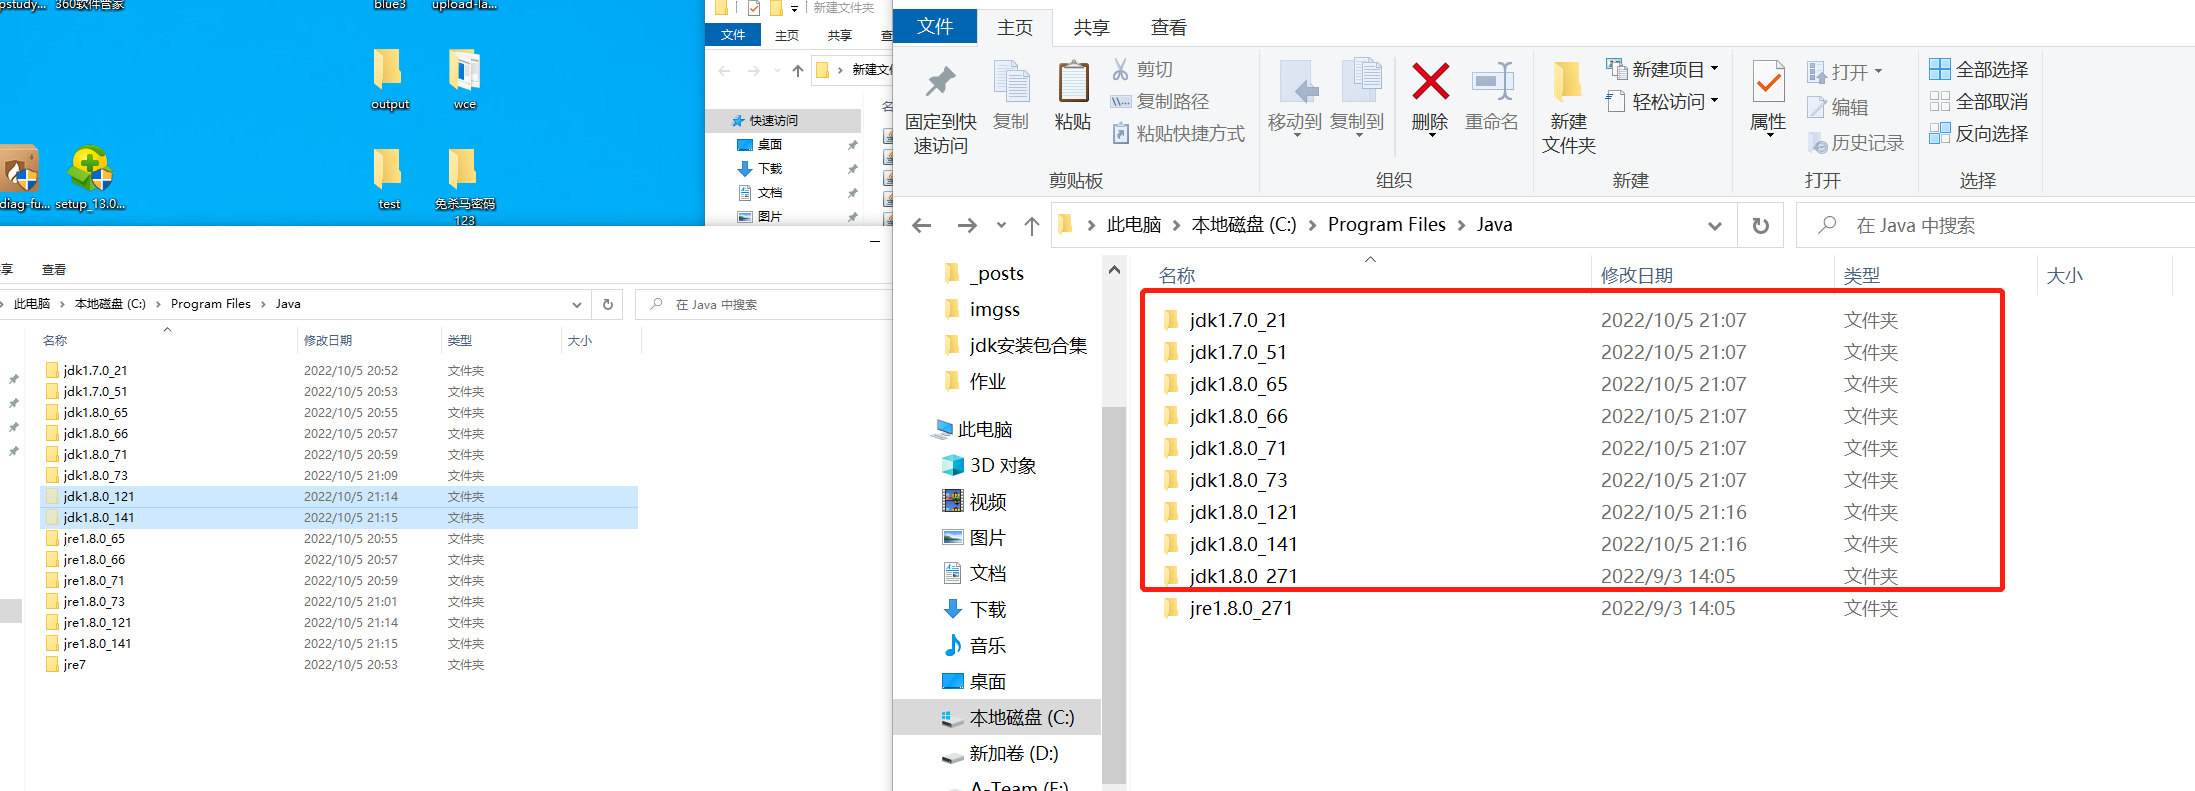 pstudy... 360软件管家 blue3 upload-la...
output wce
diag-fu... setup_13.0... test 免杀马密码
123
新建文件夹
文件 主页 共享 查
新建文
快速访问
桌面
下载
文档
图片
享 查看
此电脑 本地磁盘 (C:) Program Files Java
在 Java 中搜索
名称 修改日期 类型 大小
jdk1.7.0_21 2022/10/5 20:52 文件夹
jdk1.7.0_51 2022/10/5 20:53 文件夹
jdk1.8.0_65 2022/10/5 20:55 文件夹
jdk1.8.0_66 2022/10/5 20:57 文件夹
jdk1.8.0_71 2022/10/5 20:59 文件夹
jdk1.8.0_73 2022/10/5 21:09 文件夹
jdk1.8.0_121 2022/10/5 21:14 文件夹
jdk1.8.0_141 2022/10/5 21:15 文件夹
jre1.8.0_65 2022/10/5 20:55 文件夹
jre1.8.0_66 2022/10/5 20:57 文件夹
jre1.8.0_71 2022/10/5 20:59 文件夹
jre1.8.0_73 2022/10/5 21:01 文件夹
jre1.8.0_121 2022/10/5 21:14 文件夹
jre1.8.0_141 2022/10/5 21:15 文件夹
jre7 2022/10/5 20:53 文件夹
文件 主页 共享 查看
固定到快
速访问
复制
粘贴
剪切
复制路径
粘贴快捷方式
剪贴板
移动到 复制到 删除 重命名
组织
新建
文件夹
新建项目
轻松访问
新建
属性
打开
编辑
历史记录
打开
全部选择
全部取消
反向选择
选择
此电脑 本地磁盘 (C:) Program Files Java
在 Java 中搜索
_posts
imgss
jdk安装包合集
作业
此电脑
3D 对象
视频
图片
文档
下载
音乐
桌面
本地磁盘 (C:)
新加卷 (D:)
A-Team (F:)
名称 修改日期 类型 大小
jdk1.7.0_21 2022/10/5 21:07 文件夹
jdk1.7.0_51 2022/10/5 21:07 文件夹
jdk1.8.0_65 2022/10/5 21:07 文件夹
jdk1.8.0_66 2022/10/5 21:07 文件夹
jdk1.8.0_71 2022/10/5 21:07 文件夹
jdk1.8.0_73 2022/10/5 21:07 文件夹
jdk1.8.0_121 2022/10/5 21:16 文件夹
jdk1.8.0_141 2022/10/5 21:16 文件夹
jdk1.8.0_271 2022/9/3 14:05 文件夹
jre1.8.0_271 2022/9/3 14:05 文件夹